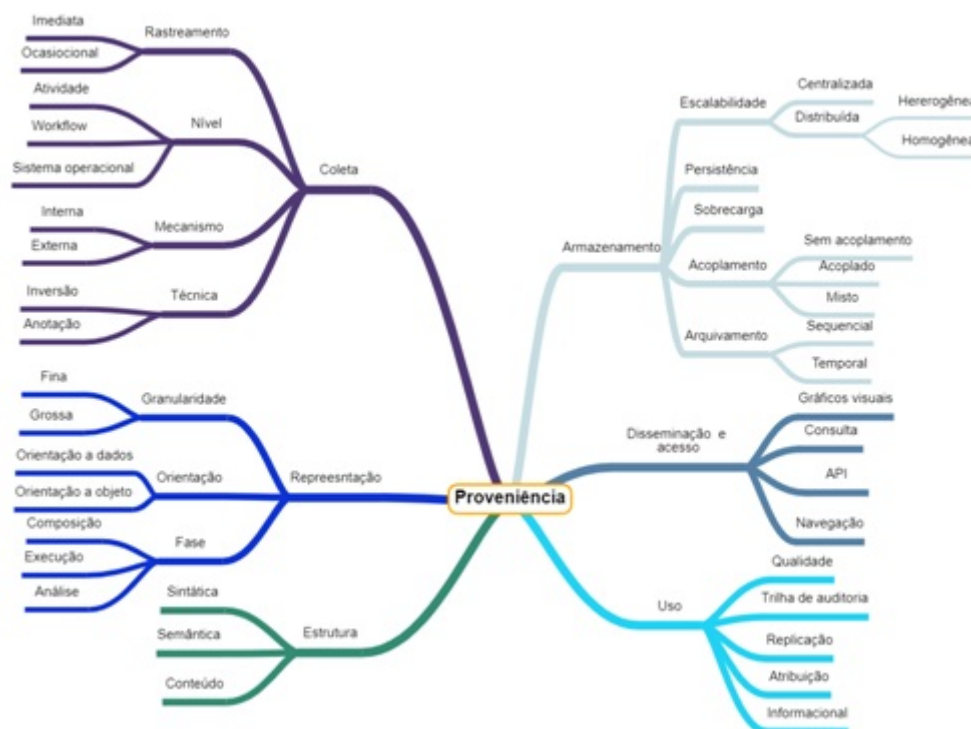 Imediata
Ocasiocional
Rastreamento
Atividade
Workflow
Sistema operacional
Nível
Interna
Externa
Mecanismo
Inversão
Anotação
Técnica
Coleta
Fina
Grossa
Granularidade
Orientação a dados
Orientação a objeto
Orientação
Composição
Execução
Análise
Fase
Repreesntação
Sintática
Semântica
Conteúdo
Estrutura
Proveniência
Armazenamento
Escalabilidade
Centralizada
Distribuída
Hererogênea
Homogênea
Persistência
Sobrecarga
Acoplamento
Sem acoplamento
Acoplado
Misto
Arquivamento
Sequencial
Temporal
Disseminação e
acesso
Gráficos visuais
Consulta
API
Navegação
Uso
Qualidade
Trilha de auditoria
Replicação
Atribuição
Informacional